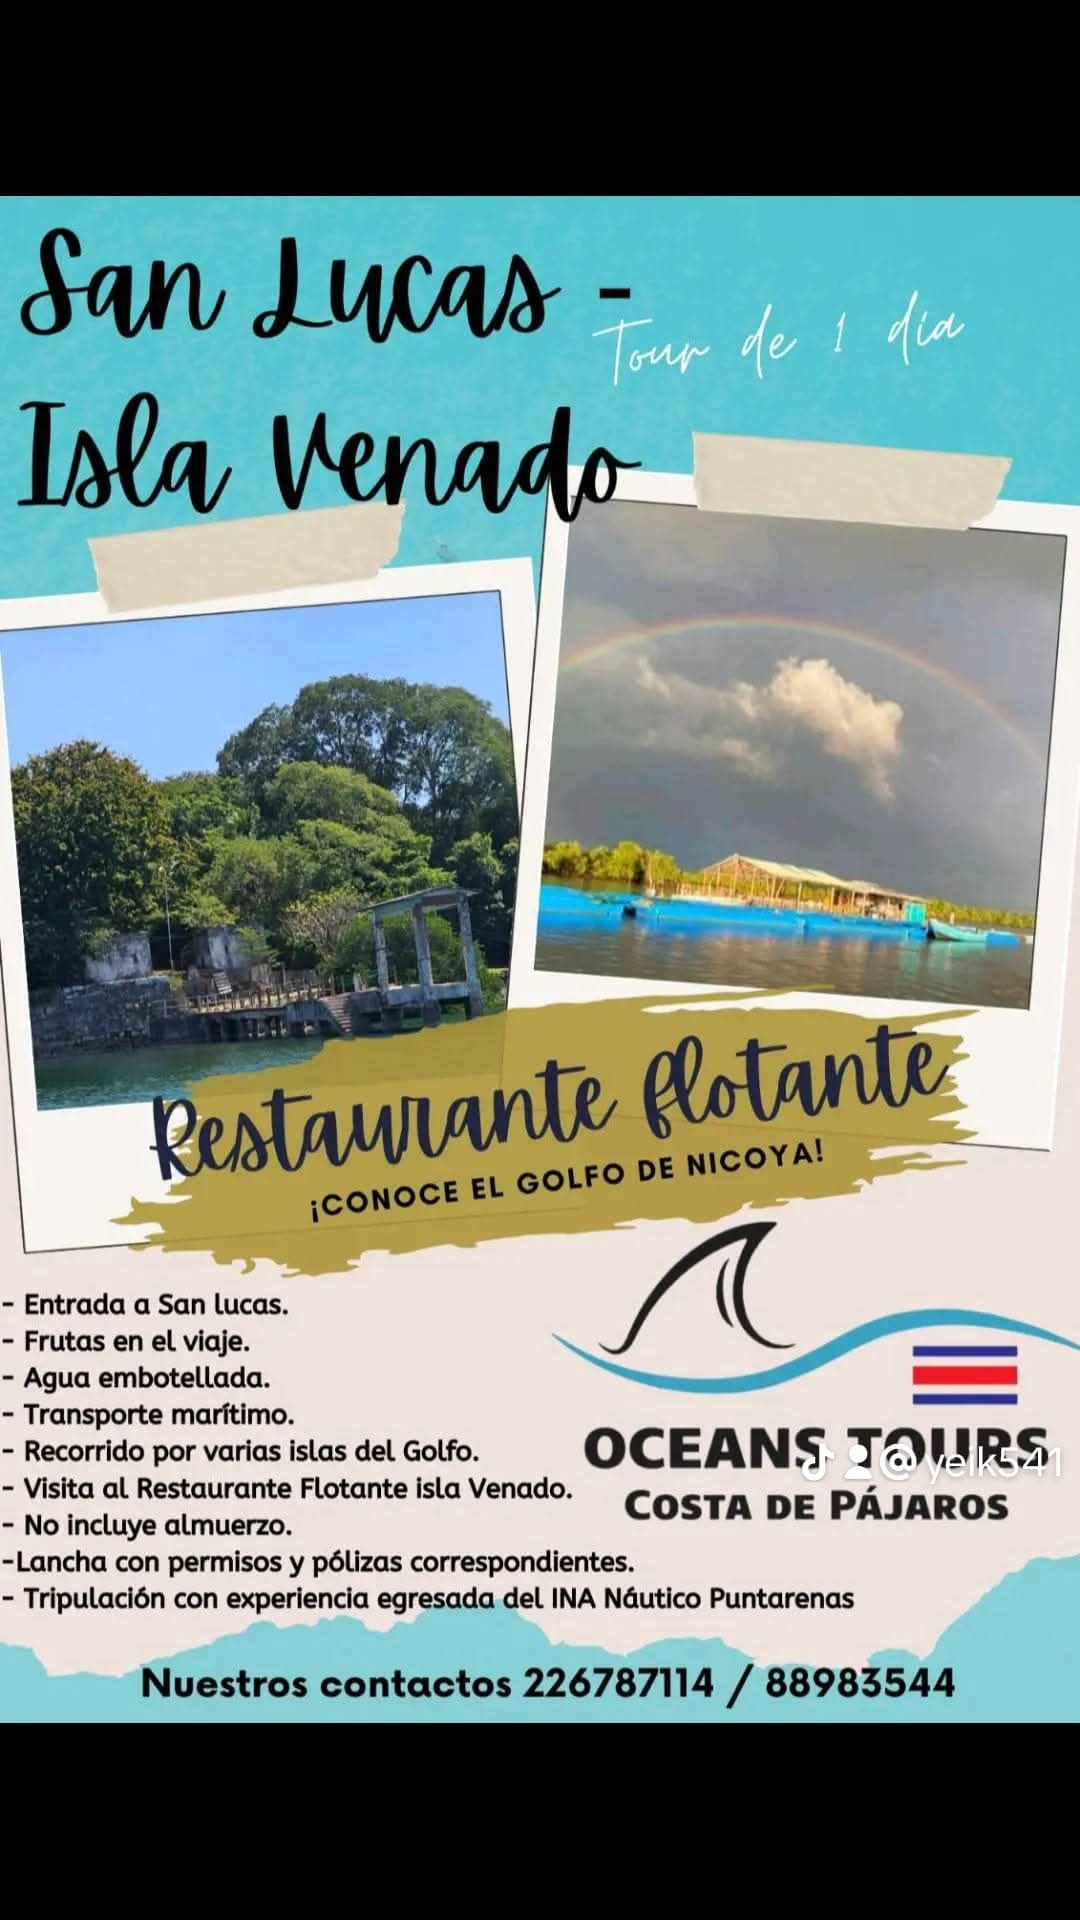 San Lucas -
Tour de 1 día
Isla Venado
Restaurante flotante
¡CONOCE EL GOLFO DE NICOYA!
- Entrada a San lucas.
- Frutas en el viaje.
- Agua embotellada.
- Transporte marítimo.
- Recorrido por varias islas del Golfo.
- Visita al Restaurante Flotante isla Venado.
- No incluye almuerzo.
-Lancha con permisos y pólizas correspondientes.
- Tripulación con experiencia egresada del INA Náutico Puntarenas
OCEANS TOURS
@yeik541
COSTA DE PÁJAROS
Nuestros contactos 226787114 / 88983544